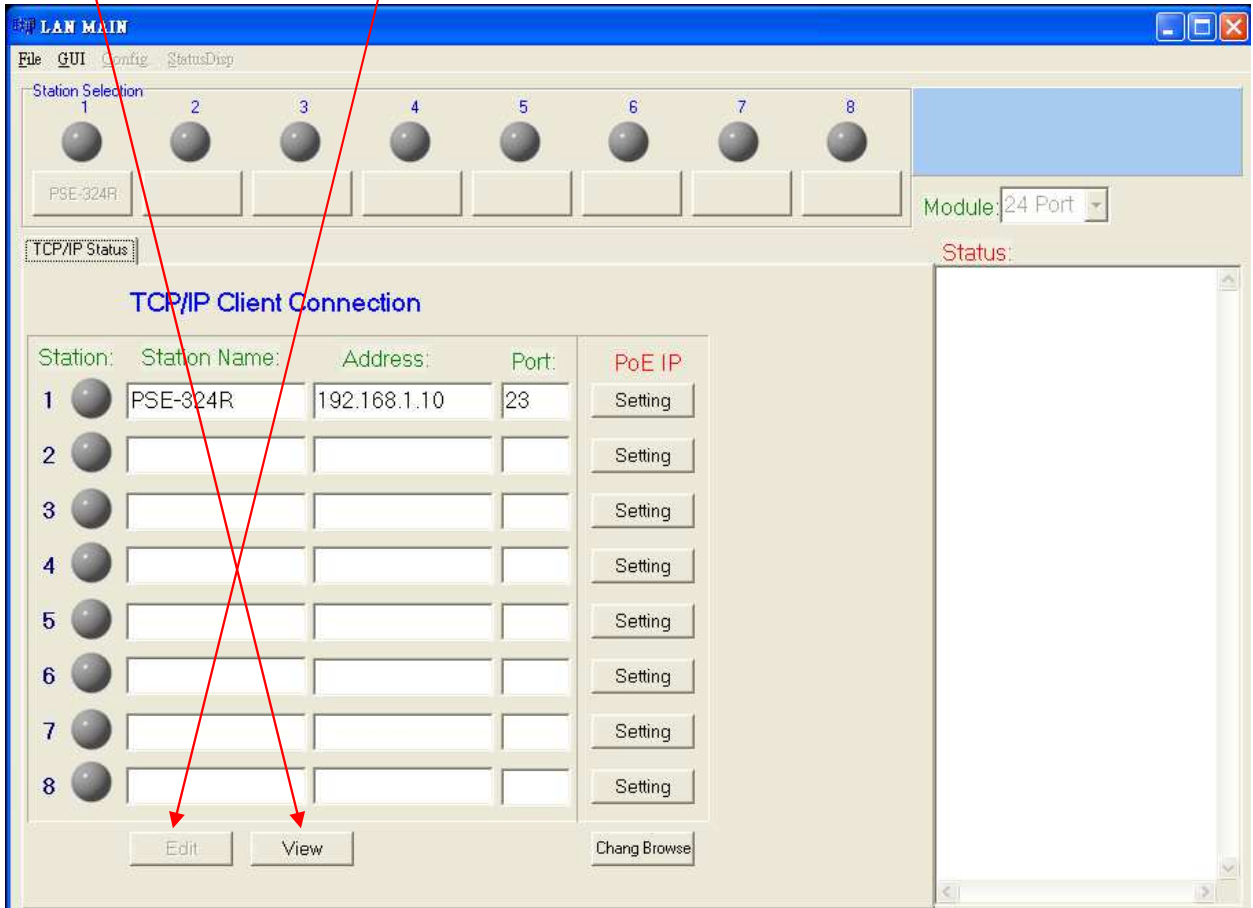 LAN MAIN
File GUI Config StatusDisp
Station Selection
1 2 3 4 5 6 7 8
PSE-324R
Module: 24 Port
TCP/IP Status
Status:
TCP/IP Client Connection
Station: Station Name: Address: Port: PoE IP
1 PSE-324R 192.168.1.10 23 Setting
2 Setting
3 Setting
4 Setting
5 Setting
6 Setting
7 Setting
8 Setting
Edit View Chang Browse